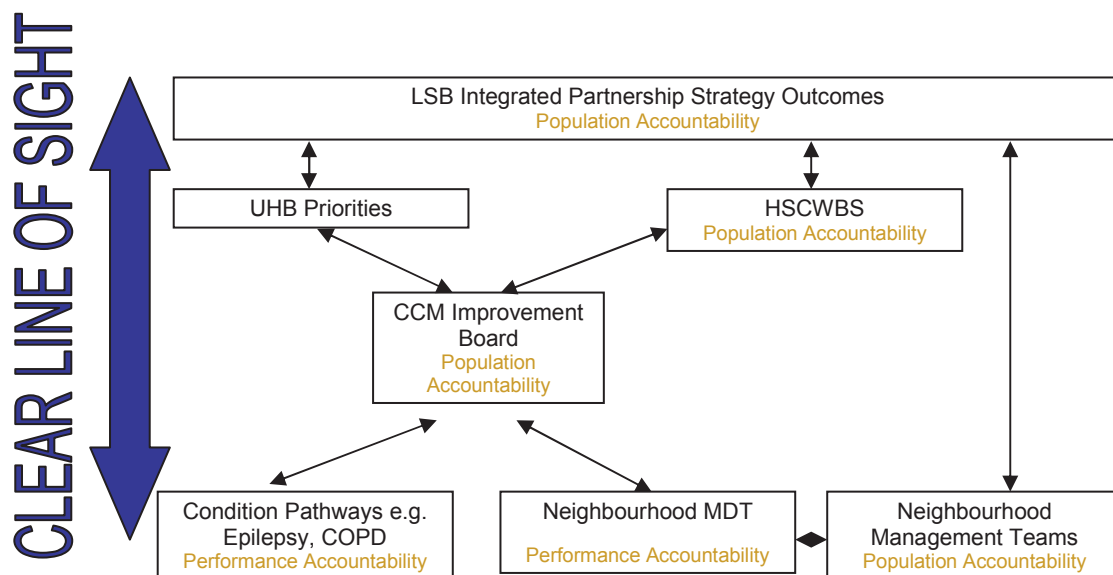 CLEAR LINE OF SIGHT
LSB Integrated Partnership Strategy Outcomes
Population Accountability
UHB Priorities
HSCWBS
Population Accountability
CCM Improvement
Board
Population
Accountability
Condition Pathways e.g.
Epilepsy, COPD
Performance Accountability
Neighbourhood MDT
Performance Accountability
Neighbourhood
Management Teams
Population Accountability